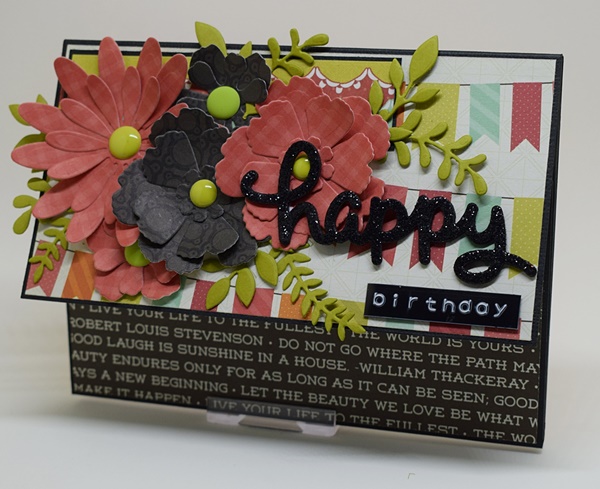 happy
birthday
• LIVE YOUR LIFE TO THE FULLEST • THE WORLD IS YOURS •
ROBERT LOUIS STEVENSON • DO NOT GO WHERE THE PATH MAY
GOOD LAUGH IS SUNSHINE IN A HOUSE. -WILLIAM THACKERAY •
AUTY ENDURES ONLY FOR AS LONG AS IT CAN BE SEEN; GOOD
AYS A NEW BEGINNING • LET THE BEAUTY WE LOVE BE WHAT W
MAKE IT HAPPEN • LIVE YOUR LIFE TO THE FULLEST • THE WO